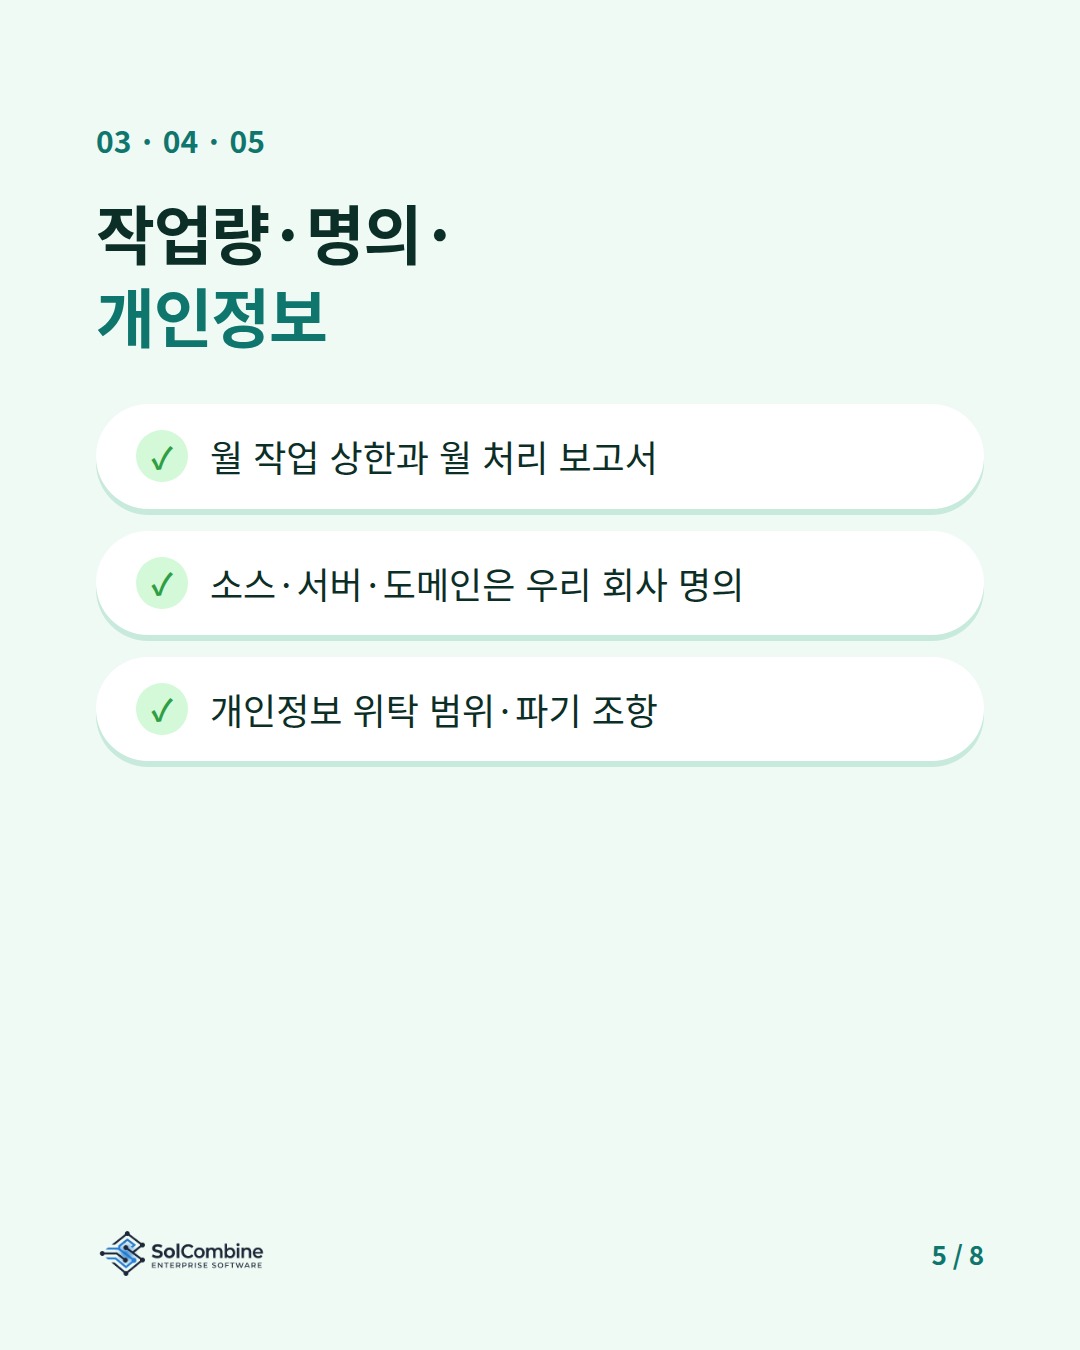 03 · 04 · 05
작업량·명의·
개인정보
✓ 월 작업 상한과 월 처리 보고서
✓ 소스·서버·도메인은 우리 회사 명의
✓ 개인정보 위탁 범위·파기 조항
SolCombine
ENTERPRISE SOFTWARE
5 / 8